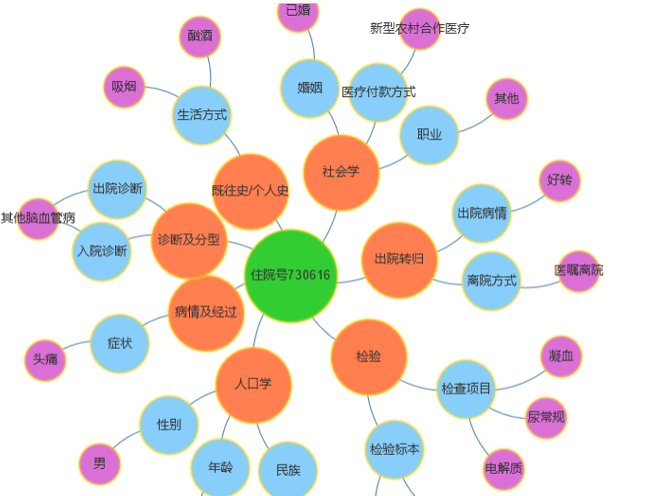 已婚
新型农村合作医疗
酗酒
吸烟
婚姻
医疗付款方式
其他
生活方式
职业
社会学
好转
出院诊断
既往史/个人史
出院病情
其他脑血管病
入院诊断
诊断及分型
出院转归
医嘱离院
住院号730616
离院方式
病情及经过
症状
头痛
检验
凝血
人口学
检查项目
性别
尿常规
男
年龄
民族
检验标本
电解质